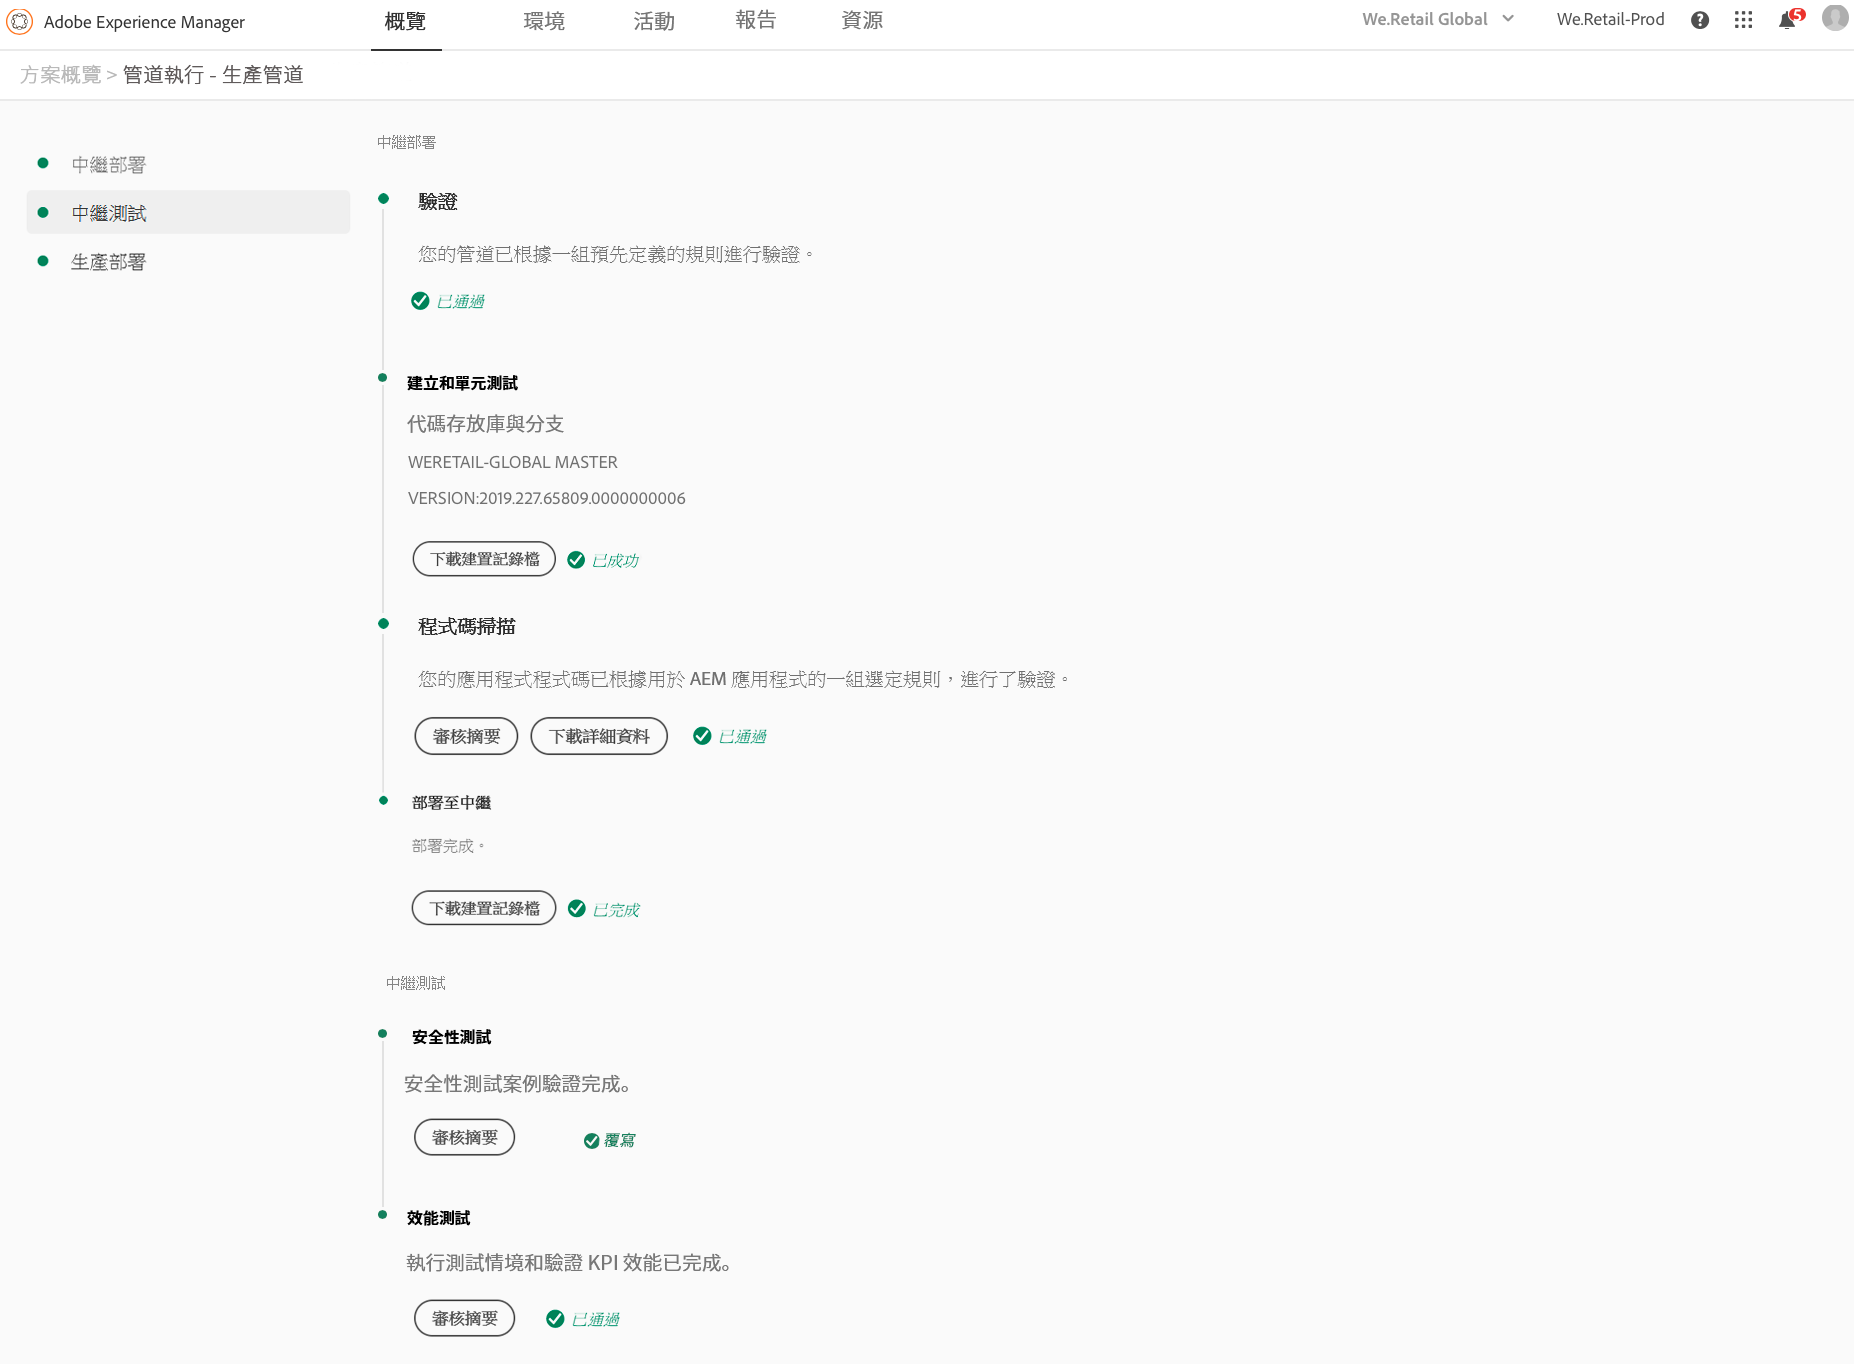 Adobe Experience Manager 概覽 環境 活動 報告 資源 We.Retail Global We.Retail-Prod 5
方案概覽 > 管道執行 - 生產管道
中繼部署
中繼測試
生產部署
中繼部署
驗證
您的管道已根據一組預先定義的規則進行驗證。
已通過
建立和單元測試
代碼存放庫與分支
WERETAIL-GLOBAL MASTER
VERSION:2019.227.65809.0000000006
下載建置記錄檔 已成功
程式碼掃描
您的應用程式程式碼已根據用於 AEM 應用程式的一組選定規則，進行了驗證。
審核摘要 下載詳細資料 已通過
部署至中繼
部署完成。
下載建置記錄檔 已完成
中繼測試
安全性測試
安全性測試案例驗證完成。
審核摘要 覆寫
效能測試
執行測試情境和驗證 KPI 效能已完成。
審核摘要 已通過